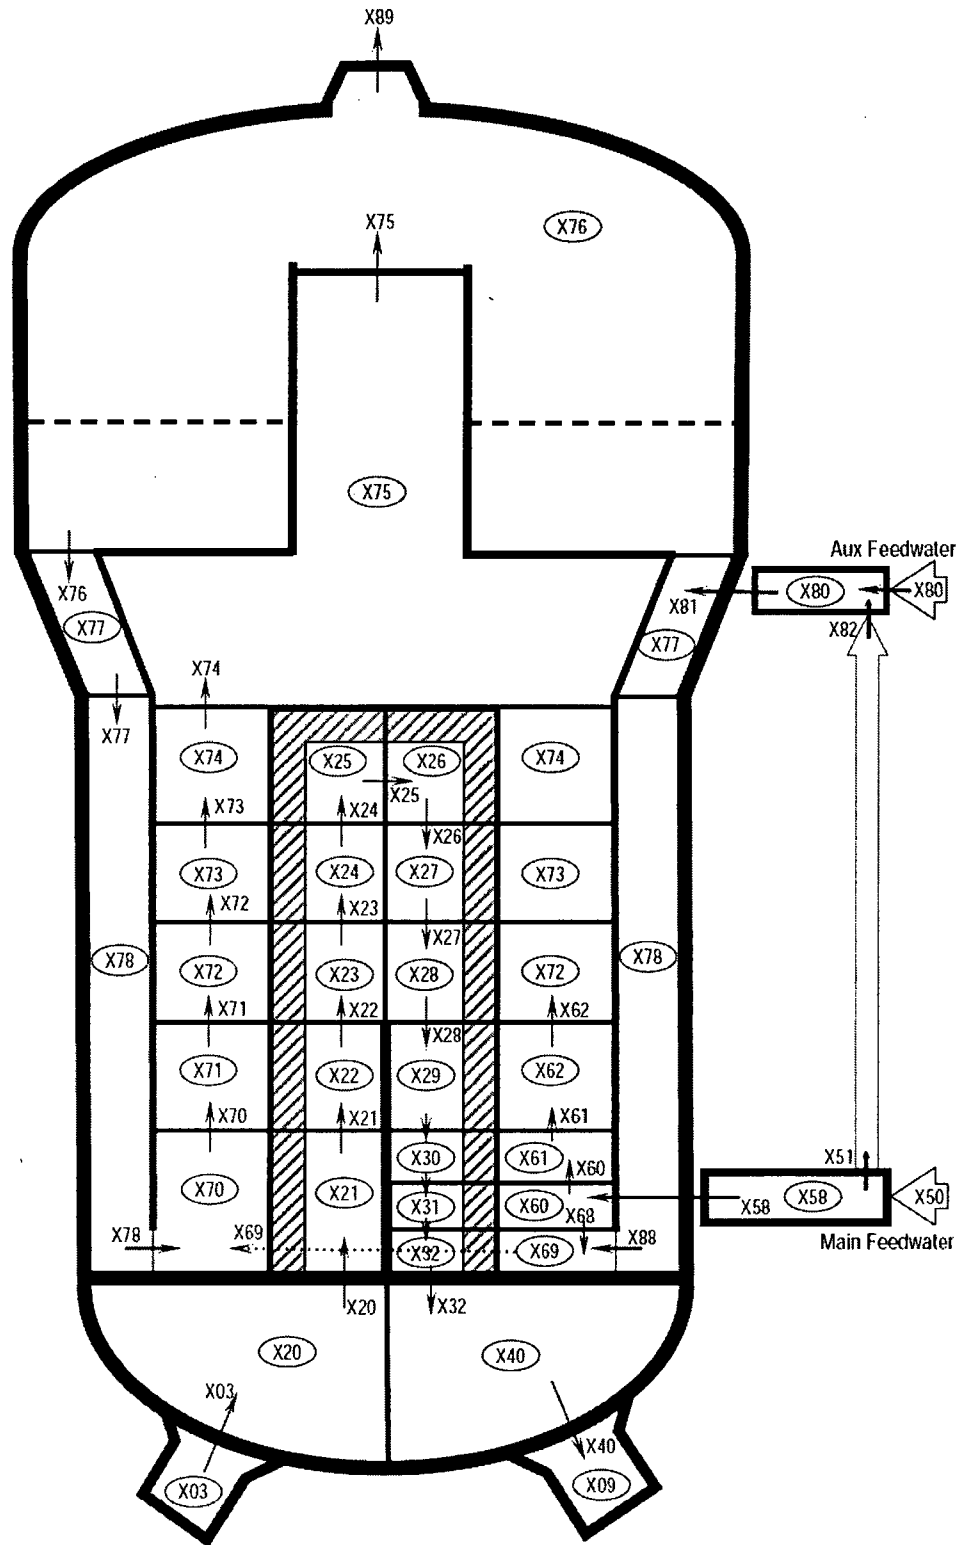 X89
X75
X76
X75
Aux Feedwater
X76
X81
X80
X80
X77
X77
X82
X74
X77
X74
X25
X26
X74
X25
X73
X24
X26
X73
X24
X27
X73
X72
X23
X27
X78
X72
X23
X28
X72
X78
X71
X22
X62
X28
X71
X22
X29
X62
X70
X21
X61
X30
X61
X60
X51
X70
X21
X31
X60
X58
X58
X50
X68
X78
X69
X32
X69
X88
Main Feedwater
X20
X32
X20
X40
X03
X40
X03
X09